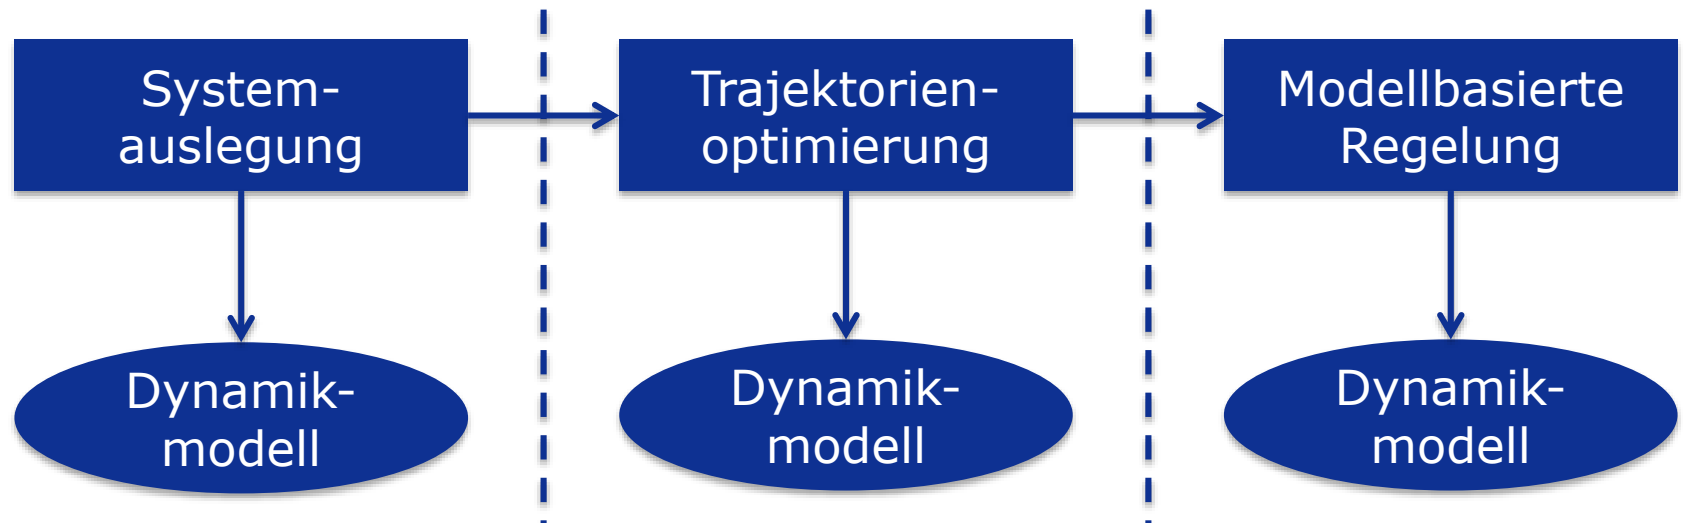 System-
auslegung
Trajektorien-
optimierung
Modellbasierte
Regelung
Dynamik-
modell
Dynamik-
modell
Dynamik-
modell